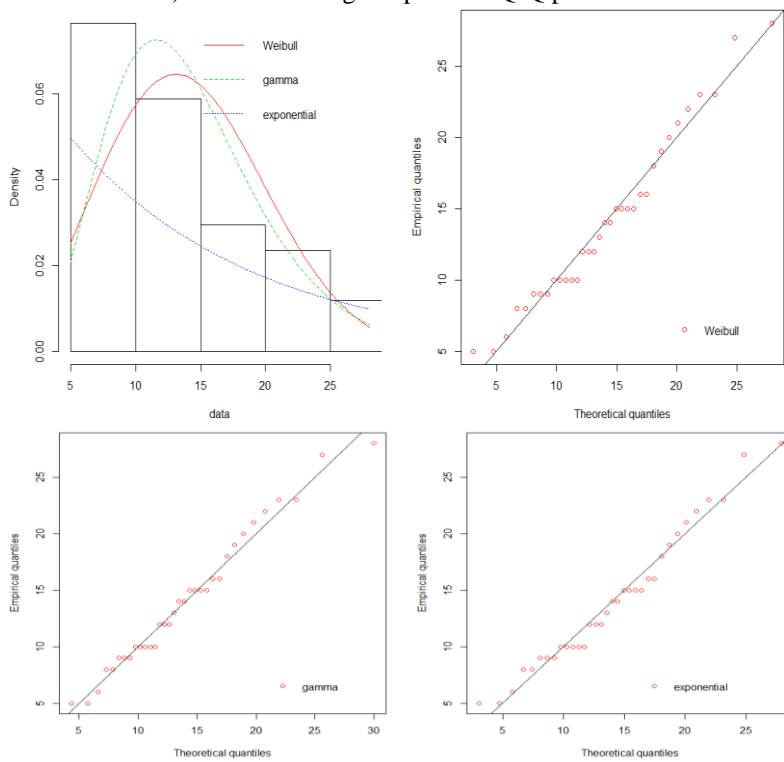 Weibull
gamma
exponential
Density
0.00 0.02 0.04 0.06
5 10 15 20 25
data
Empirical quantiles
5 10 15 20 25
Weibull
5 10 15 20 25
Theoretical quantiles
Empirical quantiles
5 10 15 20 25
gamma
5 10 15 20 25 30
Theoretical quantiles
Empirical quantiles
5 10 15 20 25
exponential
5 10 15 20 25
Theoretical quantiles